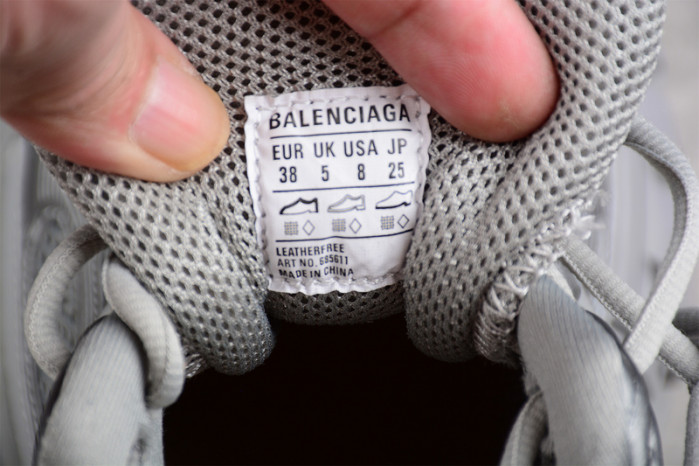 BALENCIAGA
EUR UK USA JP
38 5 8 25
LEATHERFREE
ART NO. 685611
MADE IN CHINA